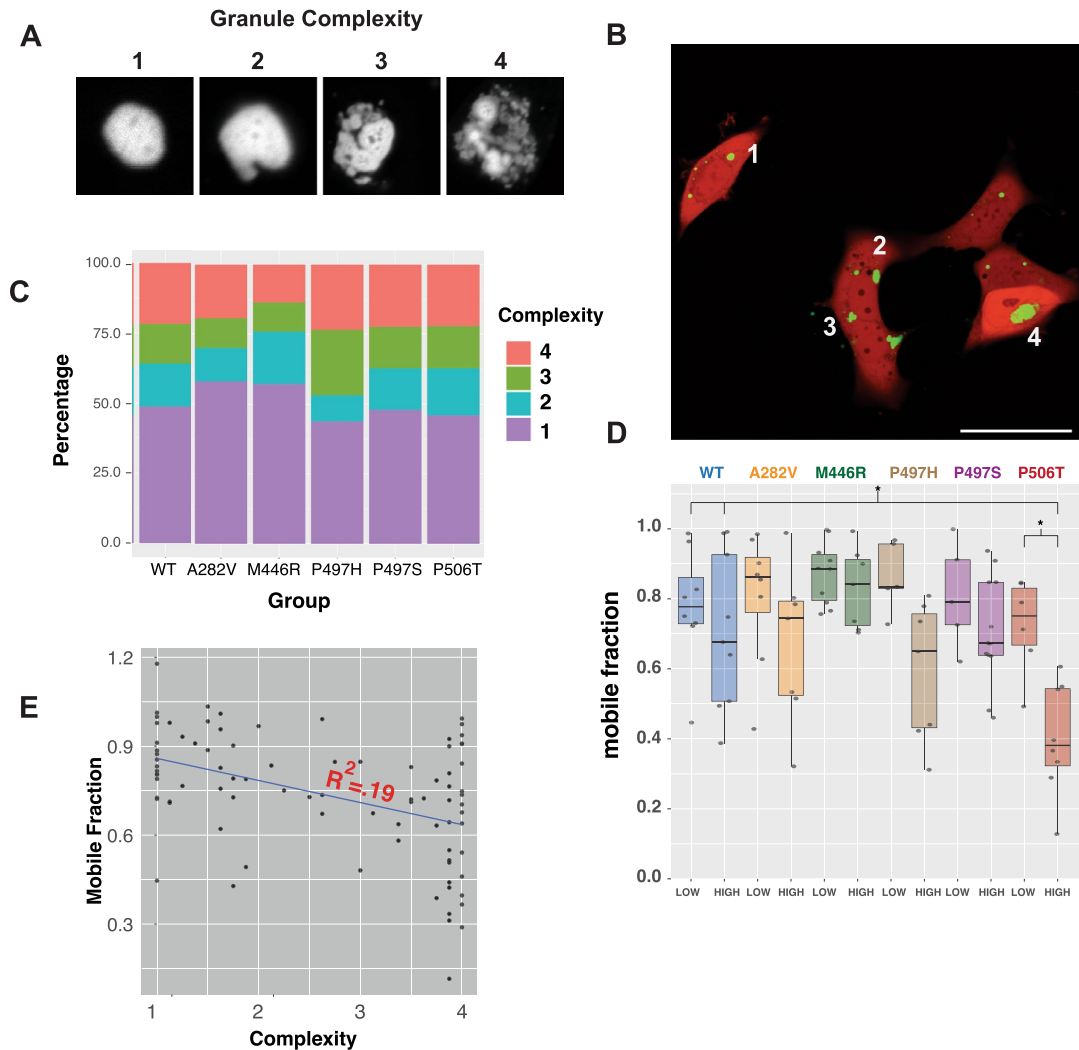 A
Granule Complexity
1 2 3 4
B
1
2
3
4
C
100.0
75.0
50.0
25.0
0.0
Percentage
WT A282V M446R P497H P497S P506T
Group
Complexity
4
3
2
1
D
WT A282V M446R P497H P497S P506T
* *
1.0
0.8
0.6
0.4
0.2
0.0
mobile fraction
LOW HIGH LOW HIGH LOW HIGH LOW HIGH LOW HIGH LOW HIGH
E
1.2
0.9
0.6
0.3
Mobile Fraction
R²=.19
1 2 3 4
Complexity